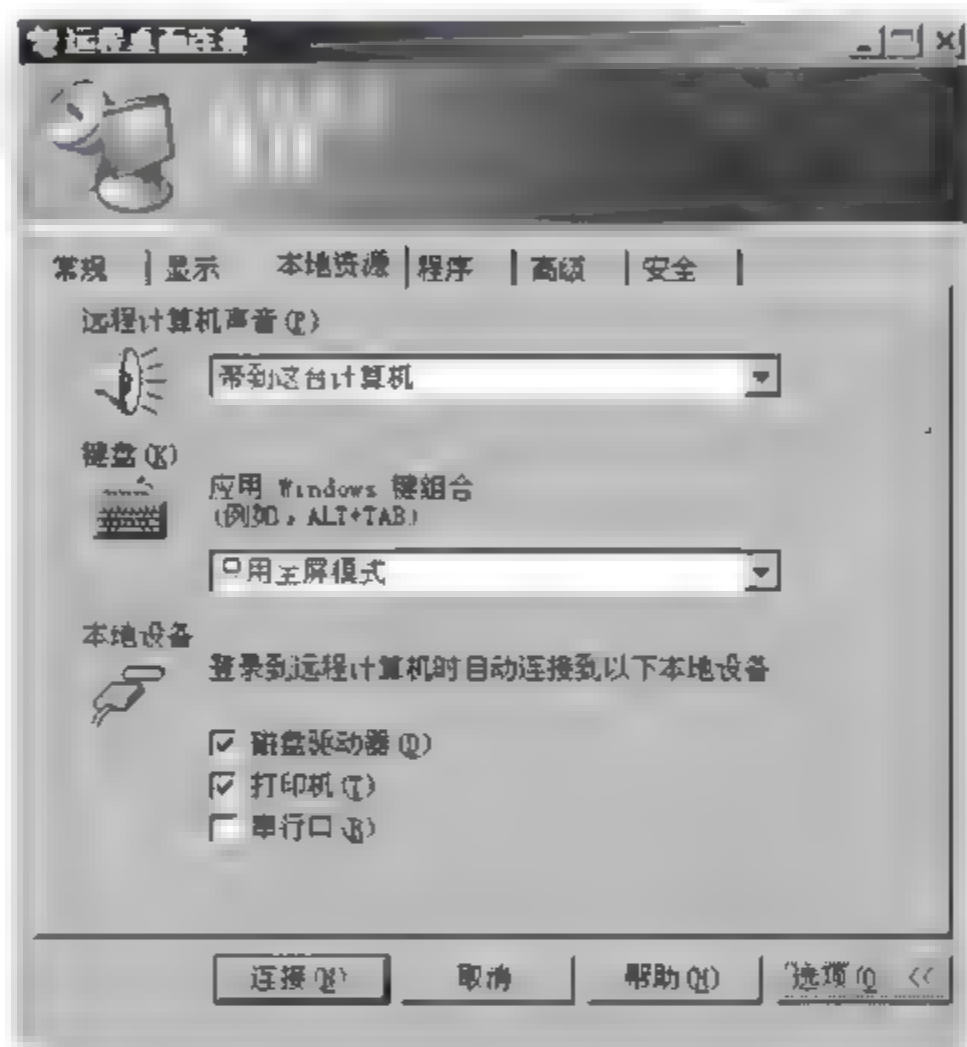 远程桌面连接
常规 显示 本地资源 程序 高级 安全
远程计算机声音(P)
带到这台计算机
键盘(K)
应用 Windows 键组合
(例如，ALT+TAB)
只用全屏模式
本地设备
登录到远程计算机时自动连接到以下本地设备
磁盘驱动器(D)
打印机(T)
串行口(R)
连接(N) 取消 帮助(H) 选项(O) <<